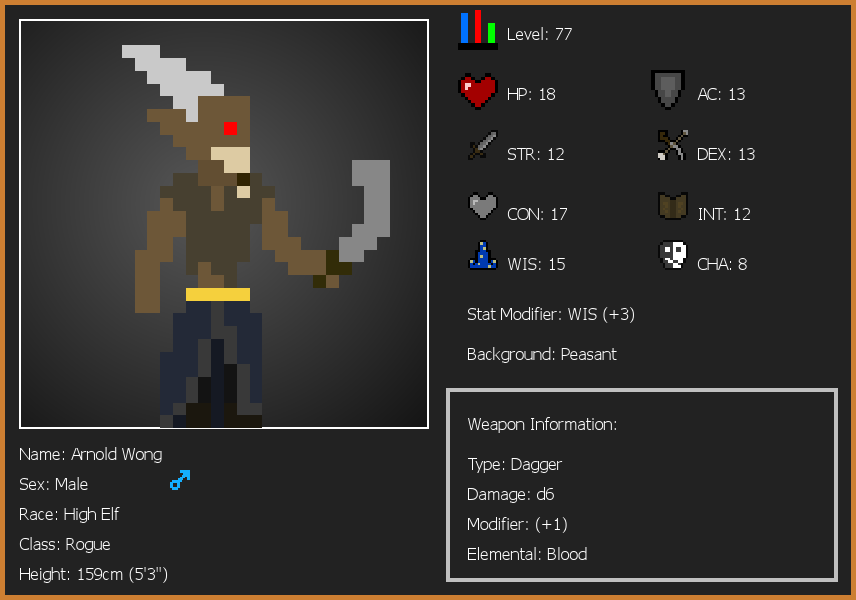 Level: 77
HP: 18
AC: 13
STR: 12
DEX: 13
CON: 17
INT: 12
WIS: 15
CHA: 8
Stat Modifier: WIS (+3)
Background: Peasant
Weapon Information:
Type: Dagger
Damage: d6
Modifier: (+1)
Elemental: Blood
Name: Arnold Wong
Sex: Male
Race: High Elf
Class: Rogue
Height: 159cm (5'3")